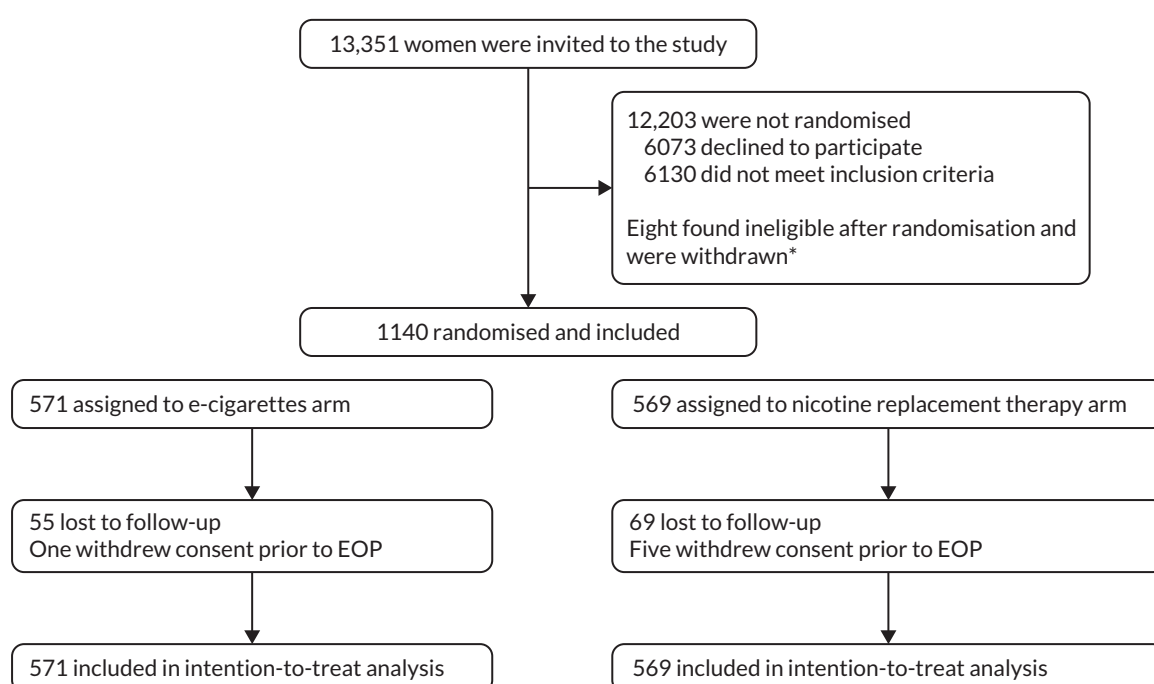 13,351 women were invited to the study
12,203 were not randomised
6073 declined to participate
6130 did not meet inclusion criteria
Eight found ineligible after randomisation and
were withdrawn*
1140 randomised and included
571 assigned to e-cigarettes arm
569 assigned to nicotine replacement therapy arm
55 lost to follow-up
One withdrew consent prior to EOP
69 lost to follow-up
Five withdrew consent prior to EOP
571 included in intention-to-treat analysis
569 included in intention-to-treat analysis